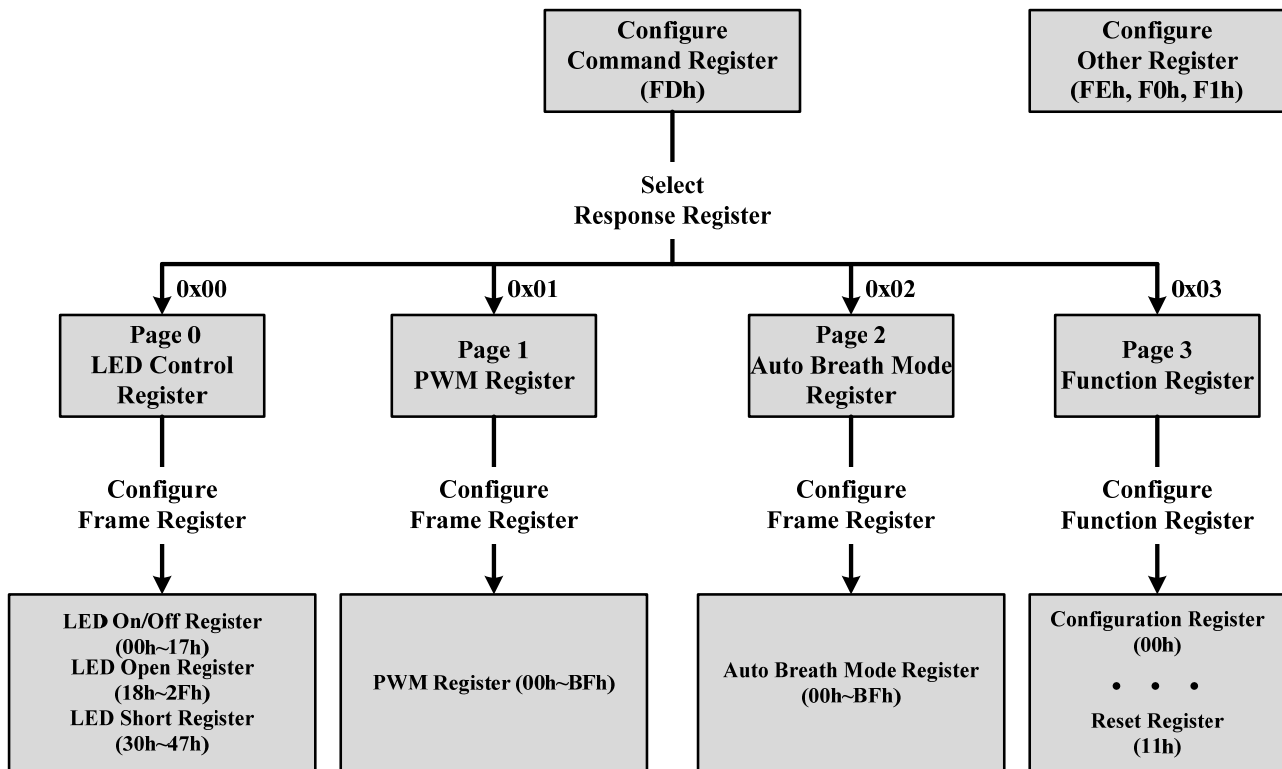 Configure
Command Register
(FDh)
Configure
Other Register
(FEh, F0h, F1h)
Select
Response Register
0x00
0x01
0x02
0x03
Page 0
LED Control
Register
Page 1
PWM Register
Page 2
Auto Breath Mode
Register
Page 3
Function Register
Configure
Frame Register
Configure
Frame Register
Configure
Frame Register
Configure
Function Register
LED On/Off Register
(00h~17h)
LED Open Register
(18h~2Fh)
LED Short Register
(30h~47h)
PWM Register (00h~BFh)
Auto Breath Mode Register
(00h~BFh)
Configuration Register
(00h)
• • •
Reset Register
(11h)